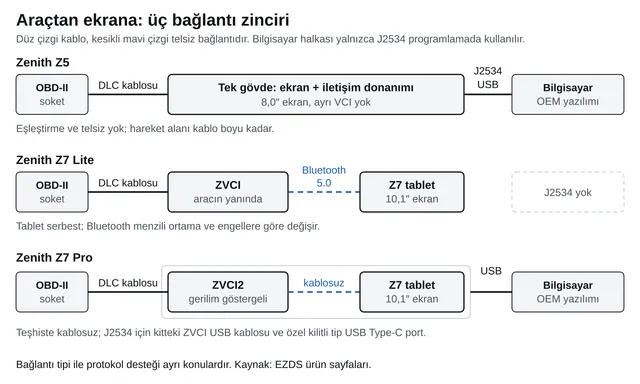 Araçtan ekrana: üç bağlantı zinciri
Düz çizgi kablo, kesikli mavi çizgi telsiz bağlantıdır. Bilgisayar halkası yalnızca J2534 programlamada kullanılır.
Zenith Z5
OBD-II
soket
DLC kablosu
Tek gövde: ekran + iletişim donanımı
8,0″ ekran, ayrı VCI yok
J2534
USB
Bilgisayar
OEM yazılımı
Eşleştirme ve telsiz yok; hareket alanı kablo boyu kadar.
Zenith Z7 Lite
OBD-II
soket
DLC kablosu
ZVCI
aracın yanında
Bluetooth
5.0
Z7 tablet
10,1″ ekran
J2534 yok
Tablet serbest; Bluetooth menzili ortama ve engellere göre değişir.
Zenith Z7 Pro
OBD-II
soket
DLC kablosu
ZVCI2
gerilim göstergeli
kablosuz
Z7 tablet
10,1″ ekran
USB
Bilgisayar
OEM yazılımı
Teşhiste kablosuz; J2534 için kitteki ZVCI USB kablosu ve özel kilitli tip USB Type-C port.
Bağlantı tipi ile protokol desteği ayrı konulardır. Kaynak: EZDS ürün sayfaları.